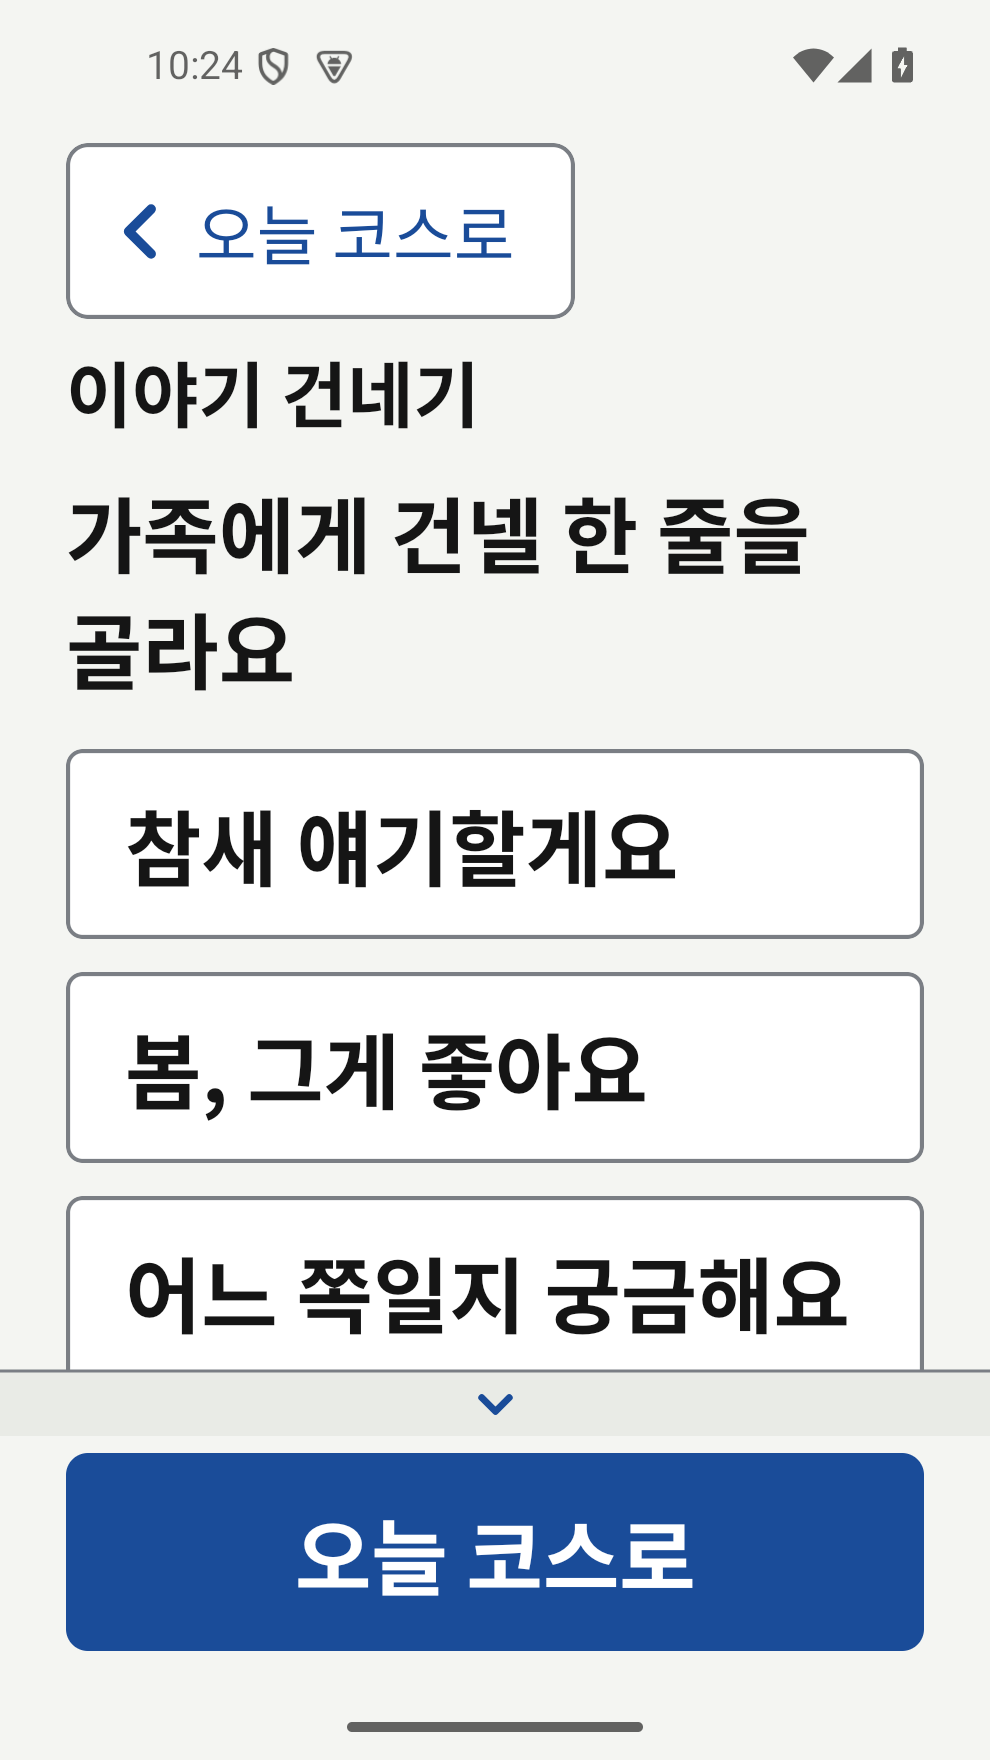 10:24
오늘 코스로
이야기 건네기
가족에게 건넬 한 줄을
골라요
참새 얘기할게요
봄, 그게 좋아요
어느 쪽일지 궁금해요
오늘 코스로